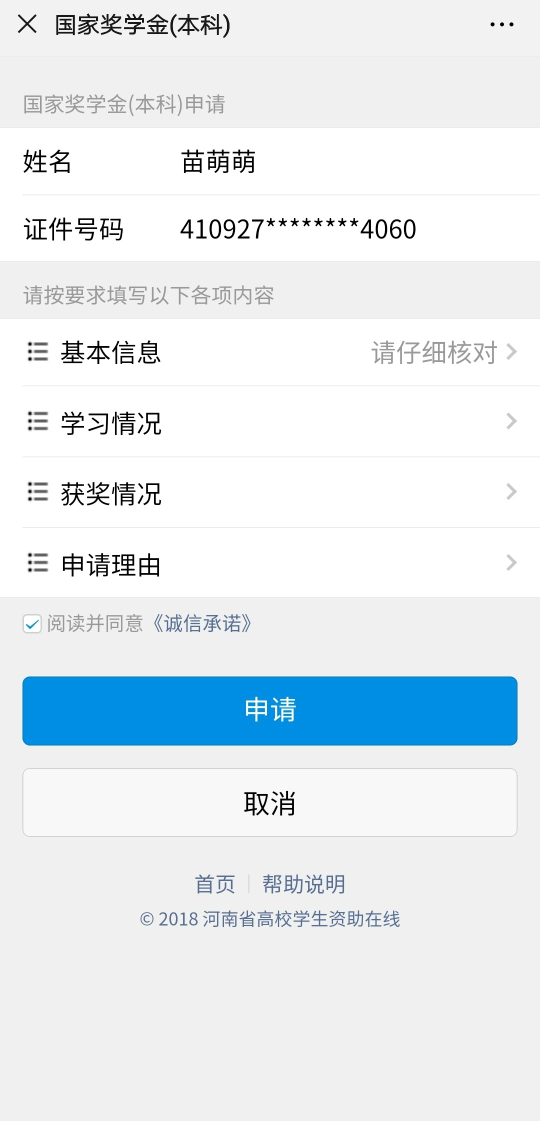 国家奖学金(本科)
国家奖学金(本科)申请
姓名 苗萌萌
证件号码 410927********4060
请按要求填写以下各项内容
基本信息 请仔细核对
学习情况
获奖情况
申请理由
阅读并同意《诚信承诺》
申请
取消
首页 帮助说明
© 2018 河南省高校学生资助在线